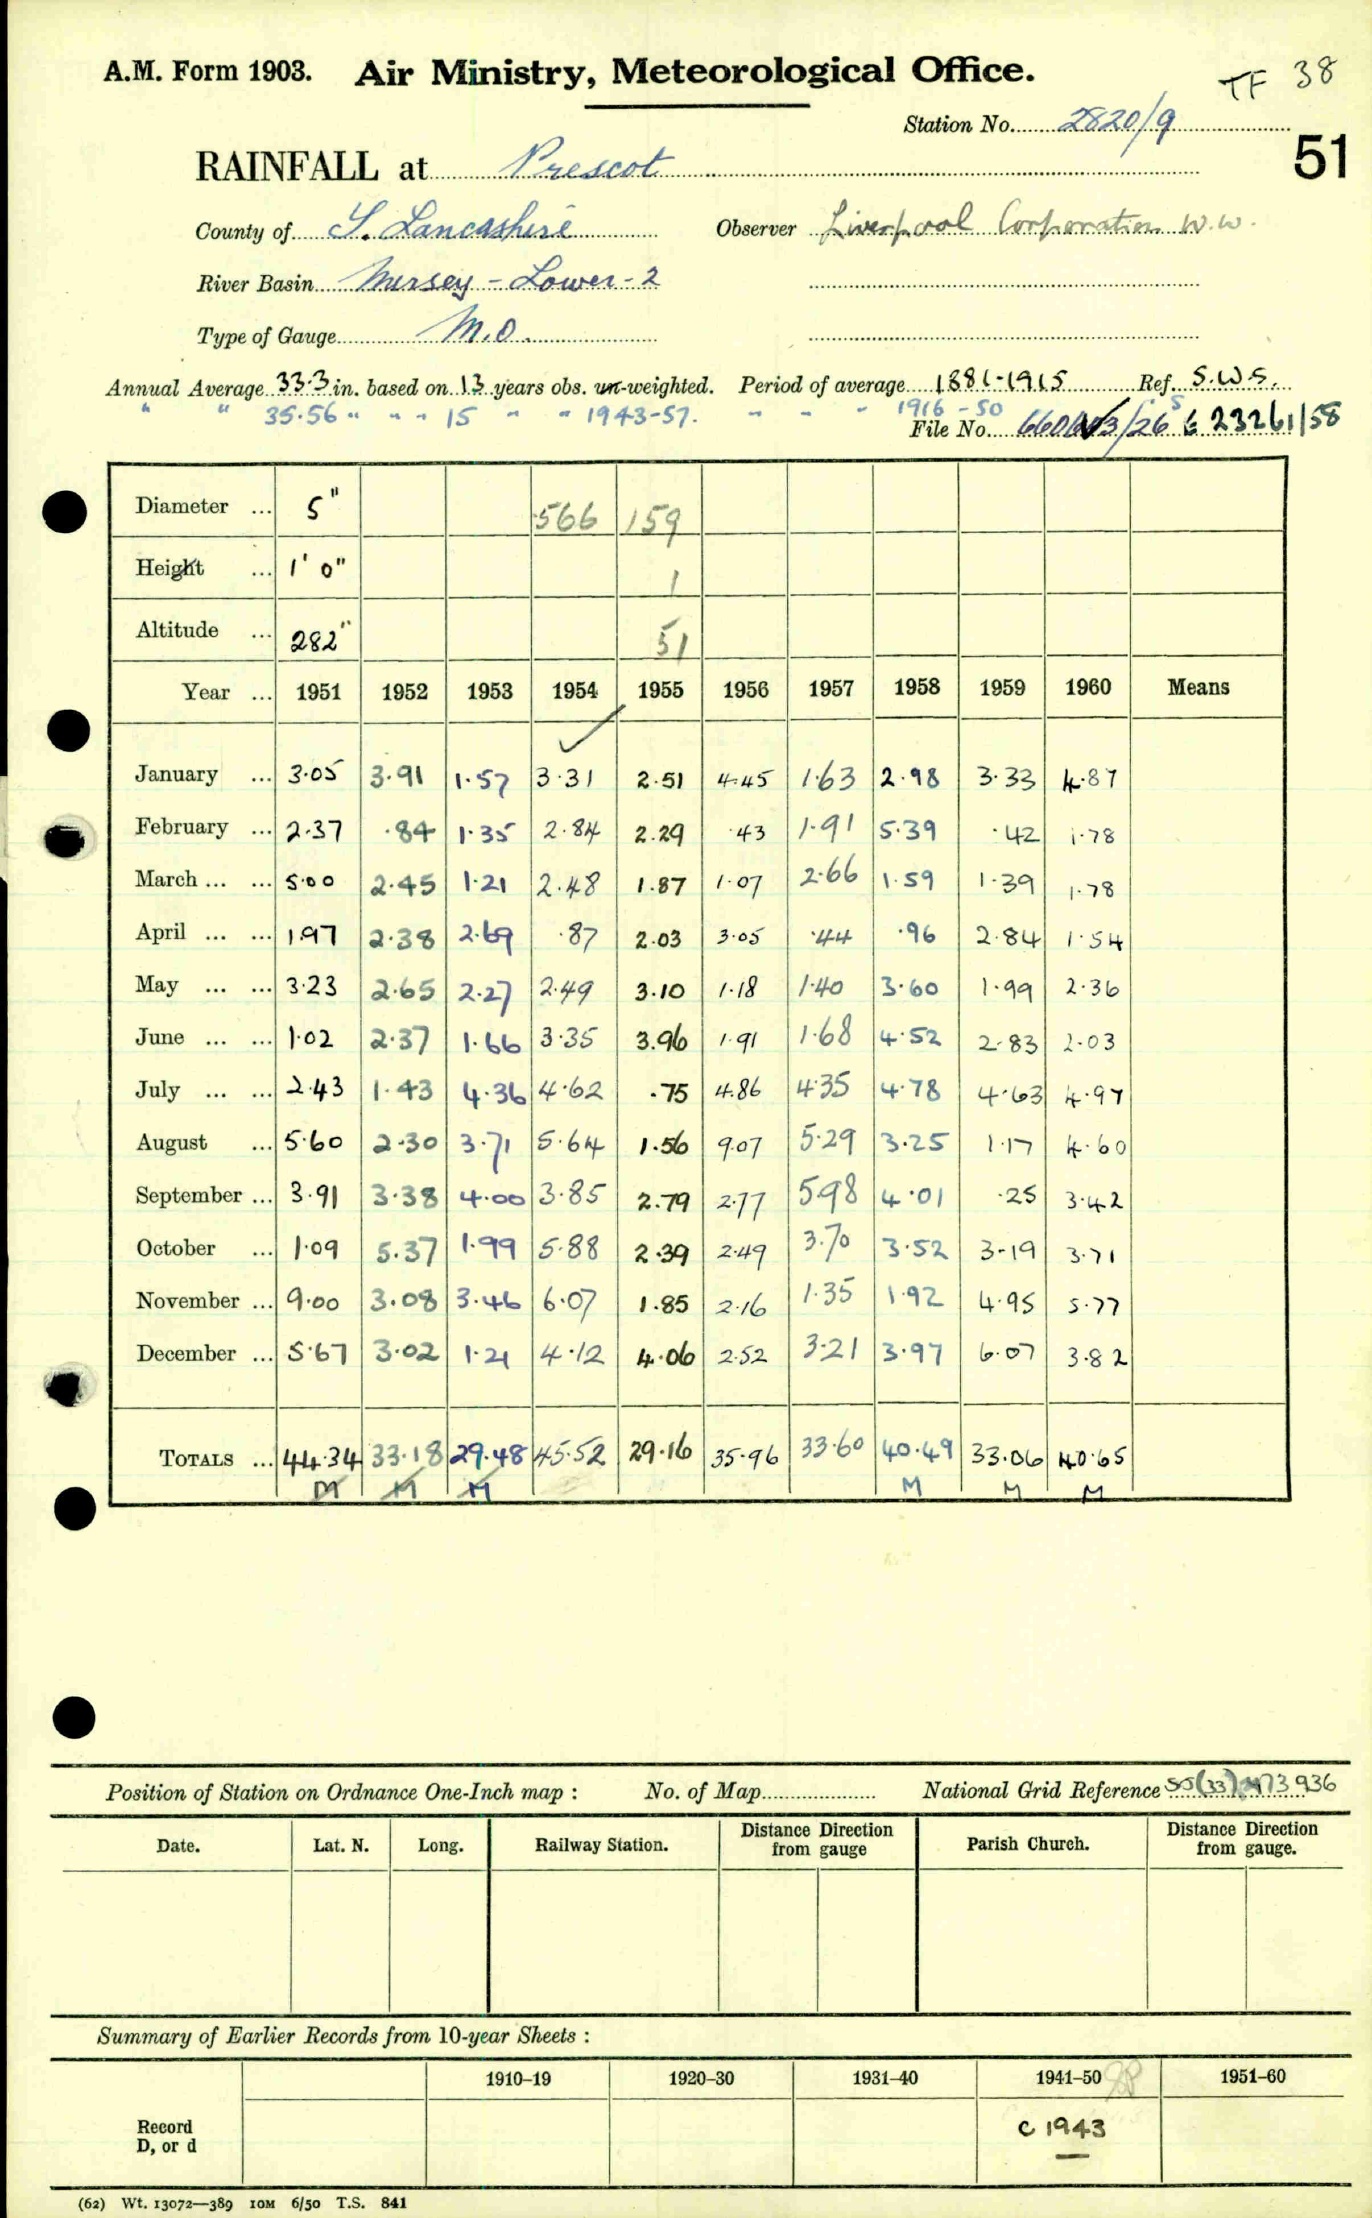 A.M. Form 1903. Air Ministry, Meteorological Office. TF 38
Station No. 2820/9
51
RAINFALL at Prescot
County of S. Lancashire Observer Liverpool Corporation W.W.
River Basin Mersey - Lower - 2
Type of Gauge M.O.
Annual Average 33.3 in. based on 13 years obs. un-weighted. Period of average 1881-1915 Ref. S.W.S.
" " 35.56 " " " 15 " " 1943-57. " " " 1916-50
File No. /26 23261/58
Diameter ... 5" 566 159
Height ... 1' 0" 1
Altitude ... 282" 51
Year ... 1951 1952 1953 1954 1955 1956 1957 1958 1959 1960 Means
January ... 3.05 3.91 1.57 3.31 2.51 4.45 1.63 2.98 3.33 4.87
February ... 2.37 .84 1.35 2.84 2.29 .43 1.91 5.39 .42 1.78
March ... ... 5.00 2.45 1.21 2.48 1.87 1.07 2.66 1.59 1.39 1.78
April ... ... 1.97 2.38 2.69 .87 2.03 3.05 .44 .96 2.84 1.54
May ... ... 3.23 2.65 2.27 2.49 3.10 1.18 1.40 3.60 1.99 2.36
June ... ... 1.02 2.37 1.66 3.35 3.96 1.91 1.68 4.52 2.83 2.03
July ... ... 2.43 1.43 4.36 4.62 .75 4.86 4.35 4.78 4.63 4.97
August ... 5.60 2.30 3.71 5.64 1.56 9.07 5.29 3.25 1.17 4.60
September ... 3.91 3.38 4.00 3.85 2.79 2.77 5.98 4.01 .25 3.42
October ... 1.09 5.37 1.99 5.88 2.39 2.49 3.70 3.52 3.19 3.71
November ... 9.00 3.08 3.46 6.07 1.85 2.16 1.35 1.92 4.95 5.77
December ... 5.67 3.02 1.21 4.12 4.06 2.52 3.21 3.97 6.07 3.82
TOTALS ... 44.34 33.18 29.48 45.52 29.16 35.96 33.60 40.49 33.06 40.65
M M M M M M
Position of Station on Ordnance One-Inch map : No. of Map National Grid Reference SJ(33) 473936
Date. Lat. N. Long. Railway Station. Distance Direction from gauge Parish Church. Distance Direction from gauge.
Summary of Earlier Records from 10-year Sheets :
1910–19 1920–30 1931–40 1941–50 1951–60
Record
D, or d
C 1943
(62) Wt. 13072—389 10M 6/50 T.S. 841